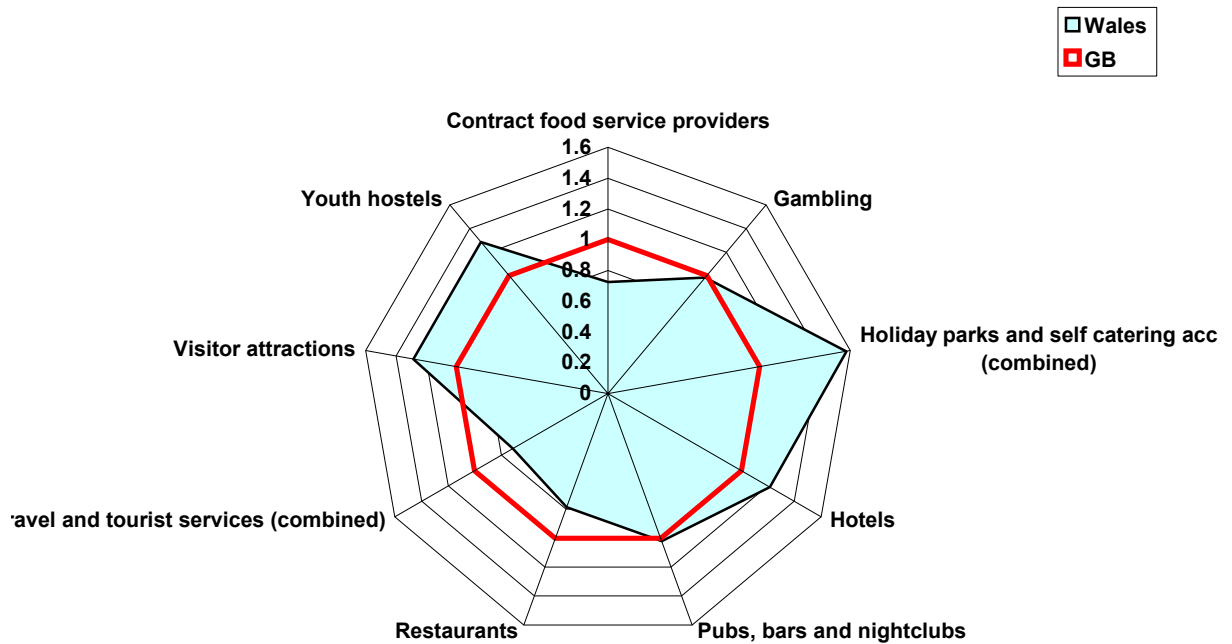 Wales
GB
Contract food service providers
1.6
1.4
1.2
1
0.8
0.6
0.4
0.2
0
Youth hostels
Gambling
Visitor attractions
Holiday parks and self catering acc
(combined)
ravel and tourist services (combined)
Hotels
Restaurants
Pubs, bars and nightclubs